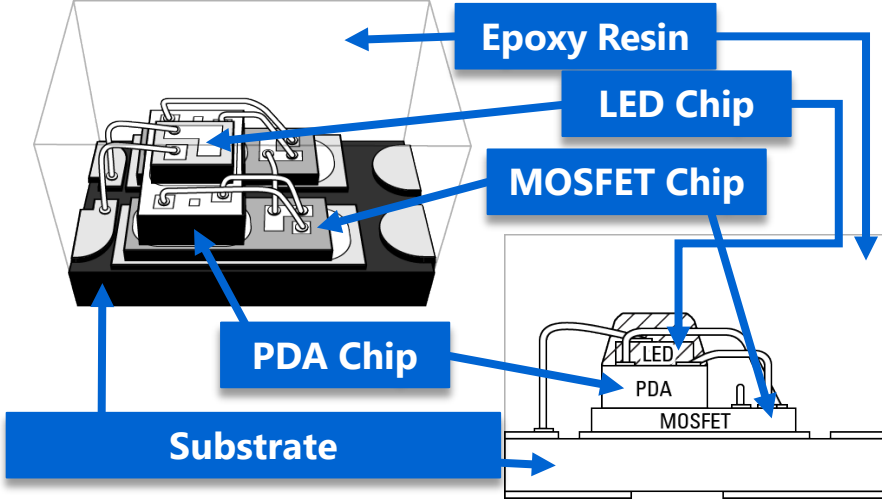 Epoxy Resin
LED Chip
MOSFET Chip
PDA Chip
Substrate
LED
PDA
MOSFET